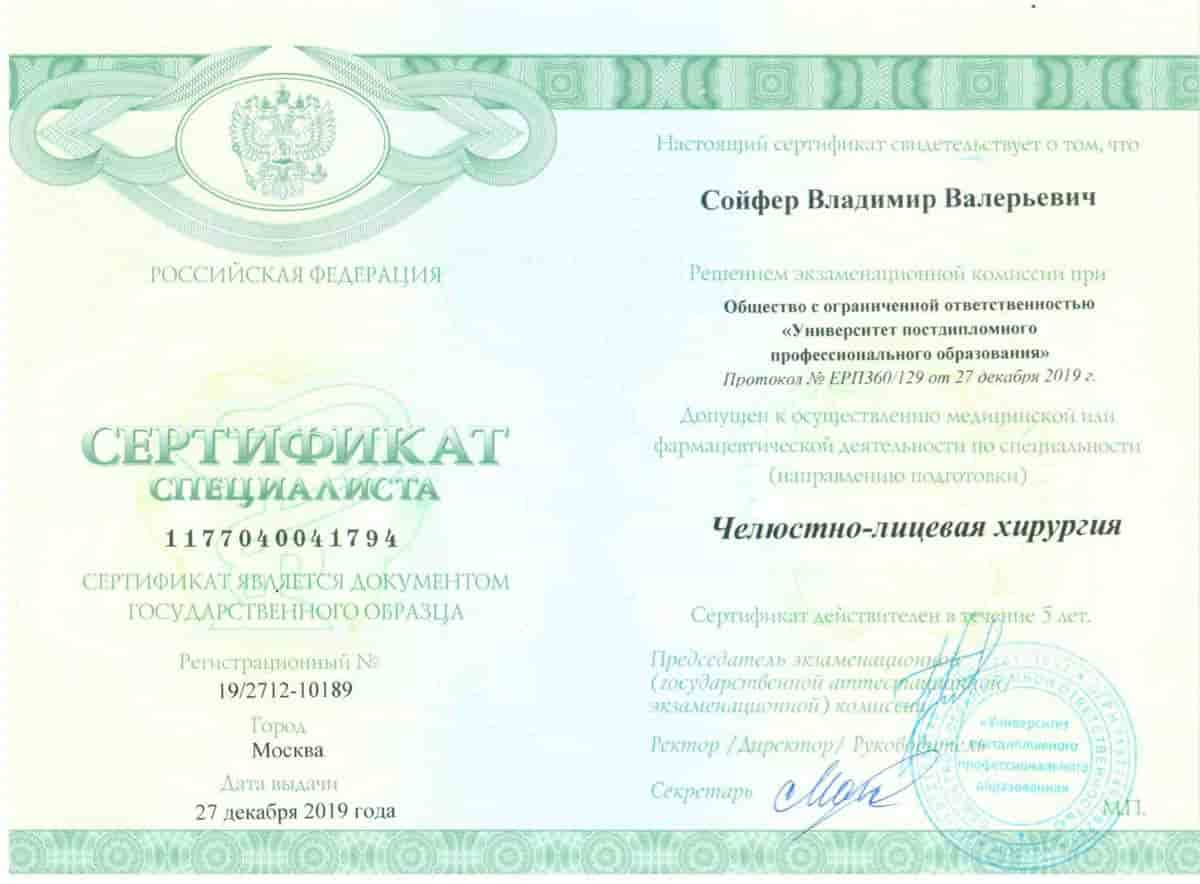 РОССИЙСКАЯ ФЕДЕРАЦИЯ
СЕРТИФИКАТ
СПЕЦИАЛИСТА
1177040041794
СЕРТИФИКАТ ЯВЛЯЕТСЯ ДОКУМЕНТОМ
ГОСУДАРСТВЕННОГО ОБРАЗЦА
Регистрационный №
19/2712-10189
Город
Москва
Дата выдачи
27 декабря 2019 года
Настоящий сертификат свидетельствует о том, что
Сойфер Владимир Валерьевич
Решением экзаменационной комиссии при
Общество с ограниченной ответственностью
«Университет постдипломного
профессионального образования»
Протокол № ЕРП360/129 от 27 декабря 2019 г.
Допущен к осуществлению медицинской или
фармацевтической деятельности по специальности
(направлению подготовки)
Челюстно-лицевая хирургия
Сертификат действителен в течение 5 лет.
Председатель экзаменационной
(государственной аттестационной/
экзаменационной) комиссии
Ректор /Директор/ Руководитель
Секретарь
М.П.
«Университет
постдипломного
профессионального
образования»